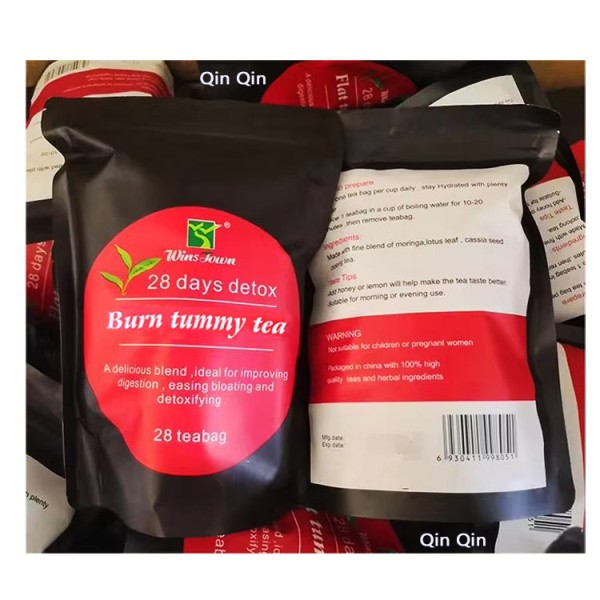 Qin Qin
WinsTown ®
28 days detox
Burn tummy tea
A delicious blend ,ideal for improving
digestion , easing bloating and
detoxifying
28 teabag
prepare
one tea bag per cup daily , stay Hydrated with plenty
1 teabag in a cup of boiling water for 10-20
, then remove teabag.
Ingredients:
Made with fine blend of moringa,lotus leaf , cassia seed
Tips
Add honey or lemon will help make the tea taste better.
Suitable for morning or evening use.
WARNING
Not suitable for children or pregnant women
Packaged in china with 100% high
quality teas and herbal ingredients
Mfg date:
Exp date:
6 930411 998051
Qin Qin